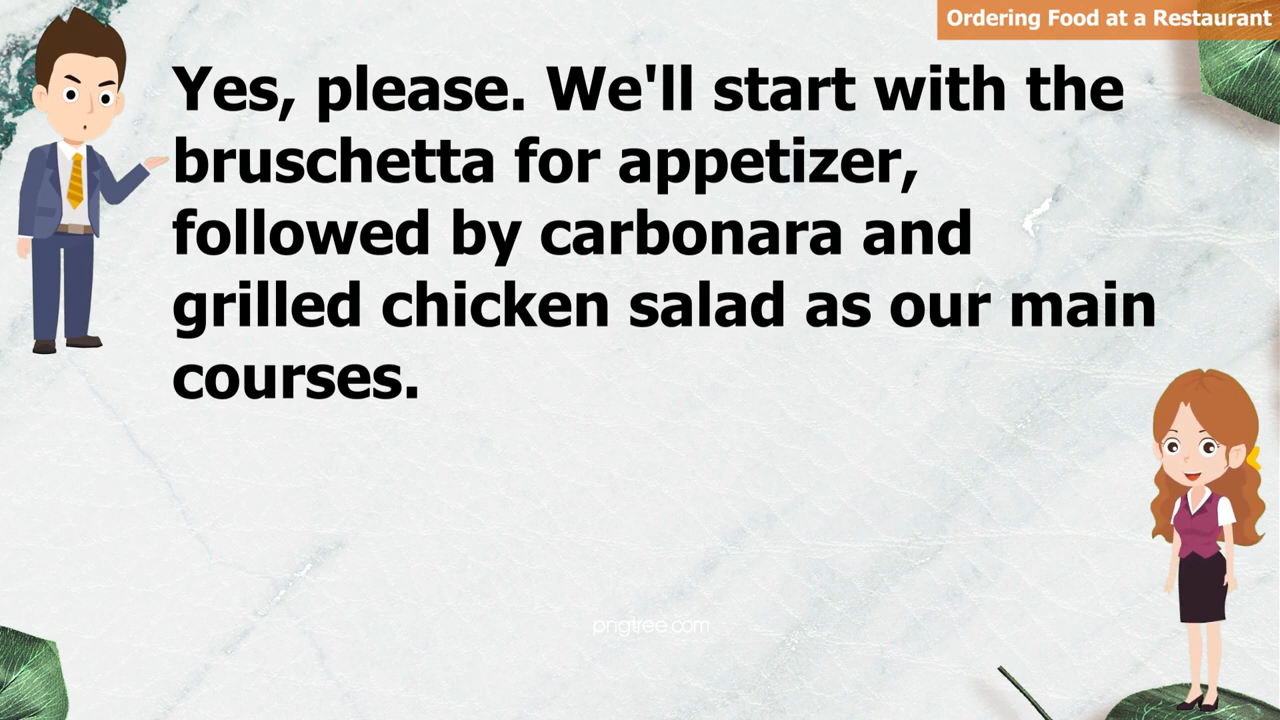 Ordering Food at a Restaurant
Yes, please. We'll start with the
bruschetta for appetizer,
followed by carbonara and
grilled chicken salad as our main
courses.
pngtree.com